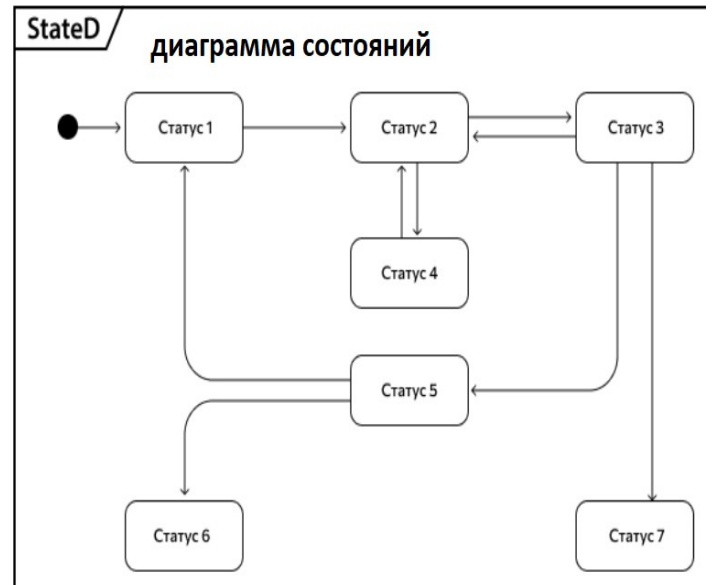 StateD
диаграмма состояний
Статус 1
Статус 2
Статус 3
Статус 4
Статус 5
Статус 6
Статус 7